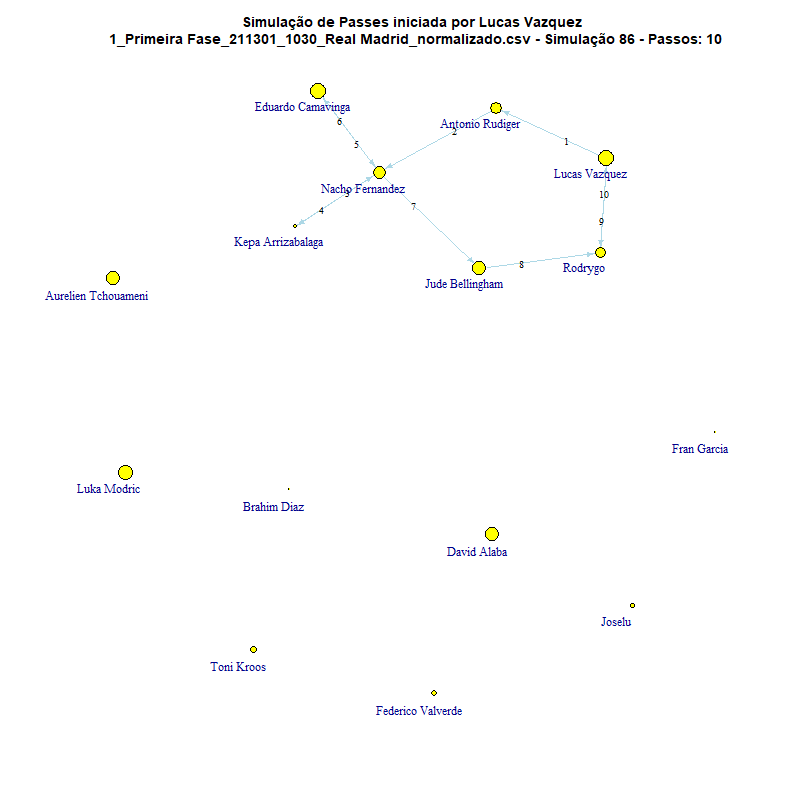 Simulação de Passes iniciada por Lucas Vazquez
1_Primeira Fase_211301_1030_Real Madrid_normalizado.csv - Simulação 86 - Passos: 10
Eduardo Camavinga
6
Antonio Rudiger
2
1
5
Lucas Vazquez
Nacho Fernandez
3
10
7
4
9
Kepa Arrizabalaga
8
Rodrygo
Jude Bellingham
Aurelien Tchouameni
Fran Garcia
Luka Modric
Brahim Diaz
David Alaba
Joselu
Toni Kroos
Federico Valverde